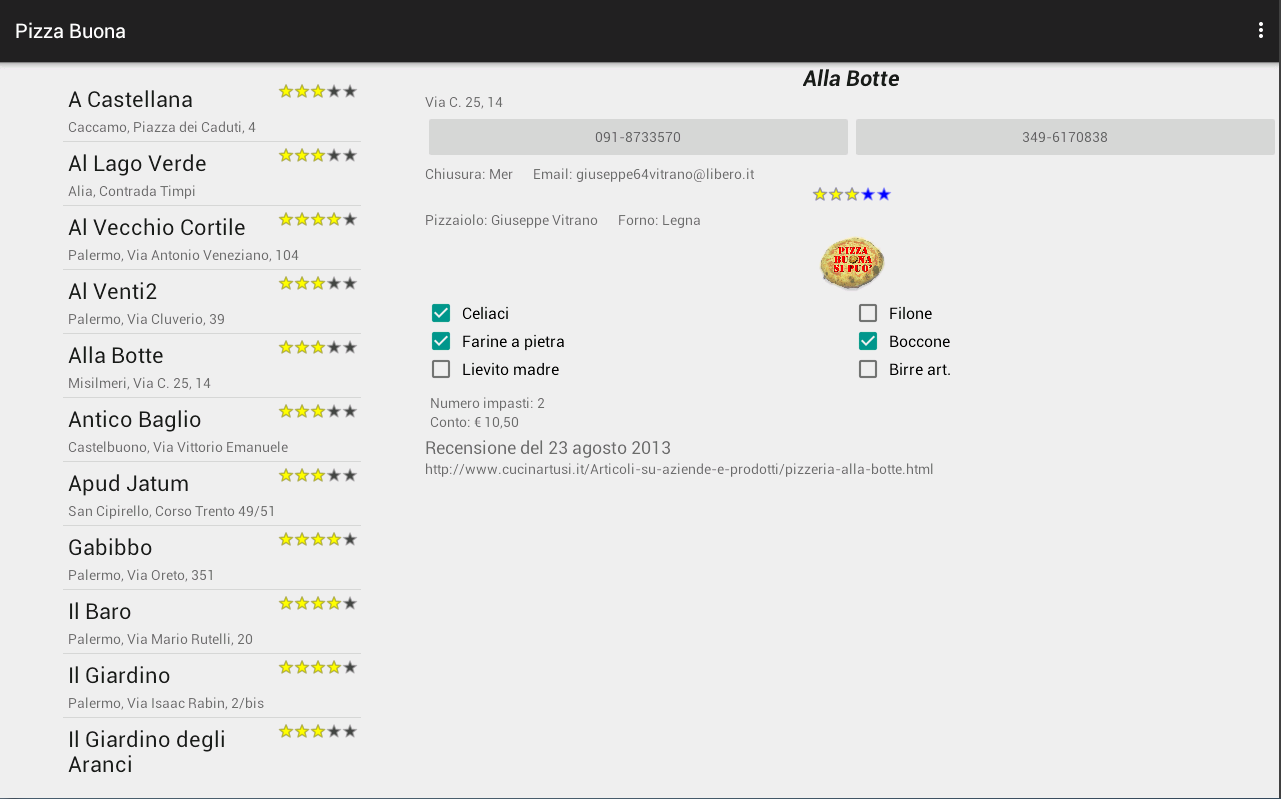 Pizza Buona
A Castellana
Caccamo, Piazza dei Caduti, 4
Al Lago Verde
Alia, Contrada Timpi
Al Vecchio Cortile
Palermo, Via Antonio Veneziano, 104
Al Venti2
Palermo, Via Cluverio, 39
Alla Botte
Misilmeri, Via C. 25, 14
Antico Baglio
Castelbuono, Via Vittorio Emanuele
Apud Jatum
San Cipirello, Corso Trento 49/51
Gabibbo
Palermo, Via Oreto, 351
Il Baro
Palermo, Via Mario Rutelli, 20
Il Giardino
Palermo, Via Isaac Rabin, 2/bis
Il Giardino degli
Aranci
Alla Botte
Via C. 25, 14
091-8733570 349-6170838
Chiusura: Mer Email: giuseppe64vitrano@libero.it
Pizzaiolo: Giuseppe Vitrano Forno: Legna
PIZZA
BUONA
SI PUO'
Celiaci Filone
Farine a pietra Boccone
Lievito madre Birre art.
Numero impasti: 2
Conto: € 10,50
Recensione del 23 agosto 2013
http://www.cucinartusi.it/Articoli-su-aziende-e-prodotti/pizzeria-alla-botte.html